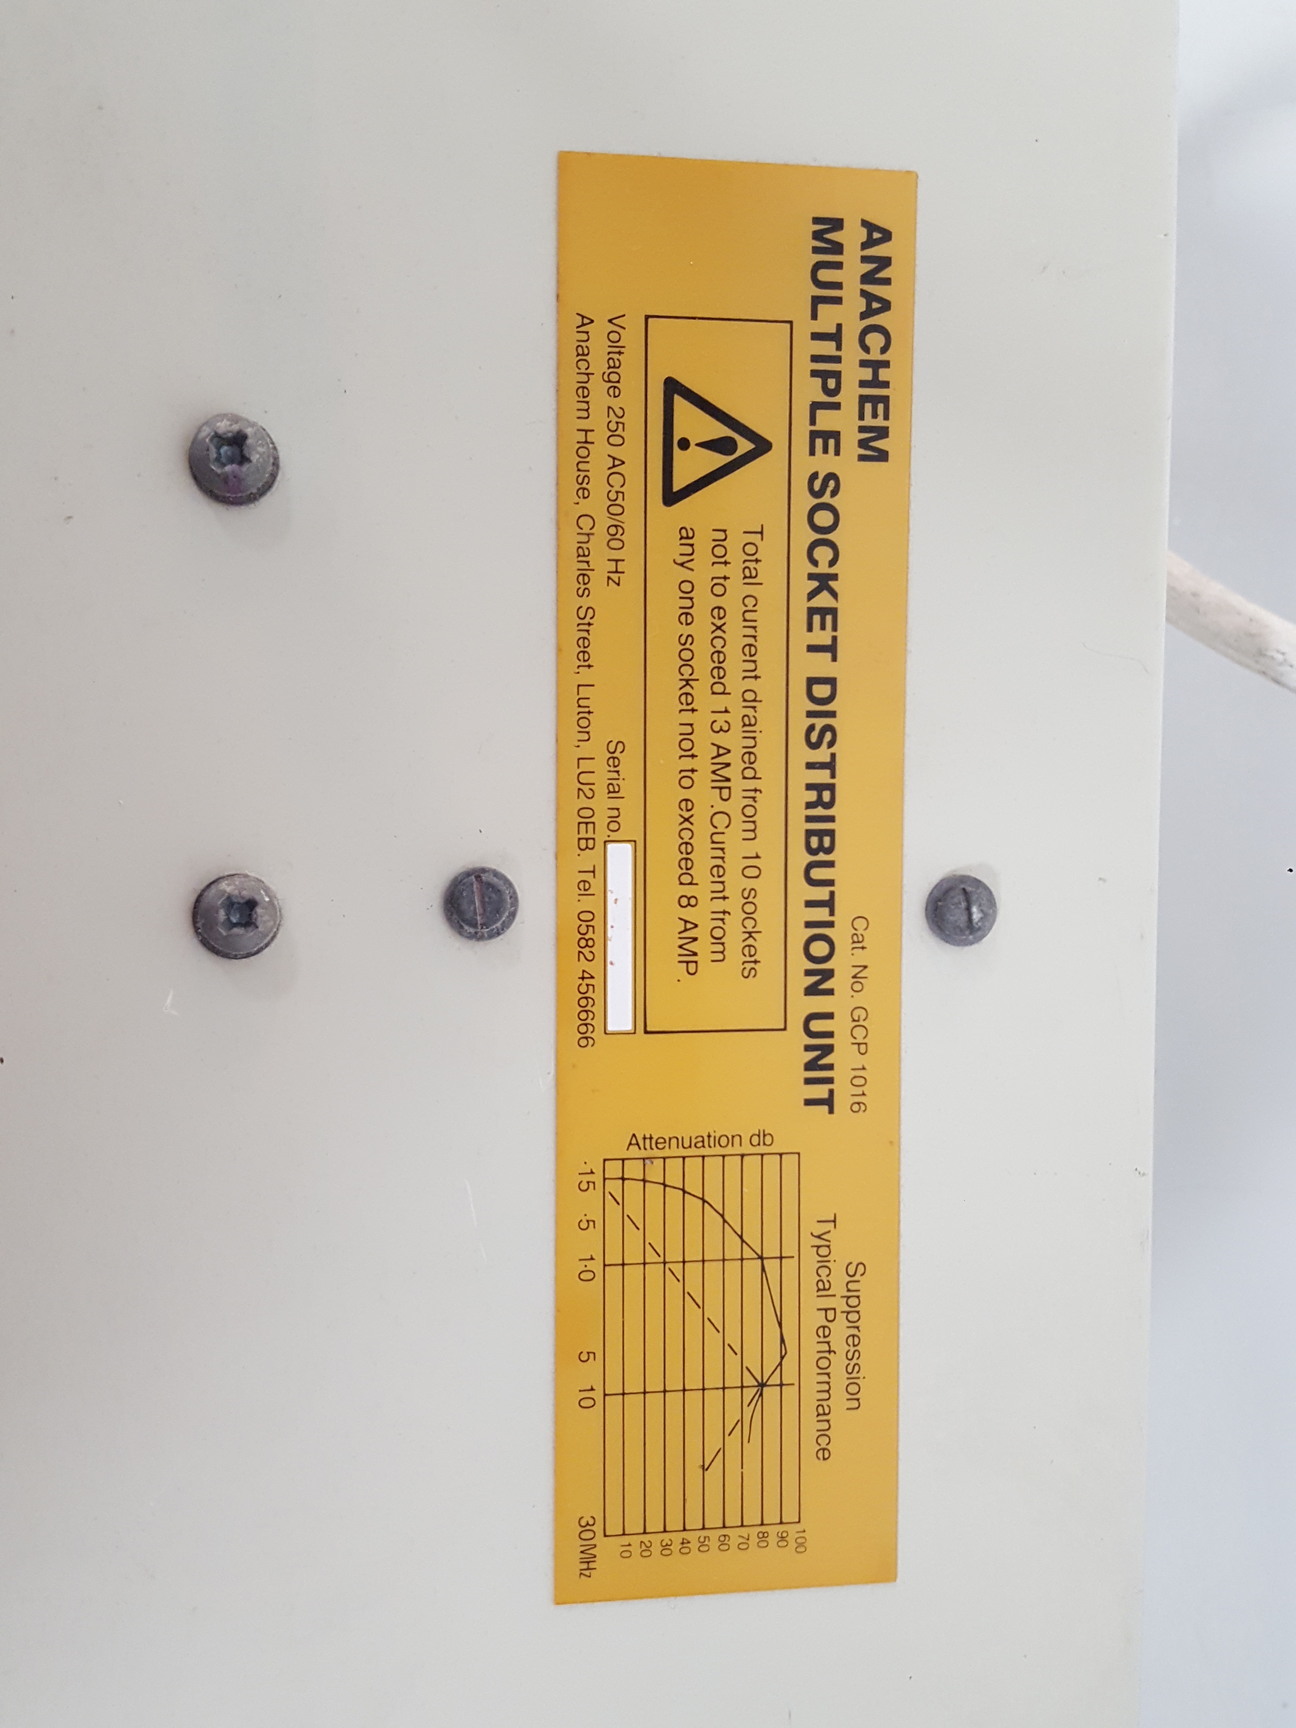 ANACHEM
Cat. No. GCP 1016
MULTIPLE SOCKET DISTRIBUTION UNIT
Total current drained from 10 sockets
not to exceed 13 AMP.Current from
any one socket not to exceed 8 AMP.
Voltage 250 AC50/60 Hz
Serial no.
Anachem House, Charles Street, Luton, LU2 0EB. Tel. 0582 456666
Suppression
Typical Performance
Attenuation db
100
90
80
70
60
50
40
30
20
10
·15 ·5 1·0 5 10 30MHz